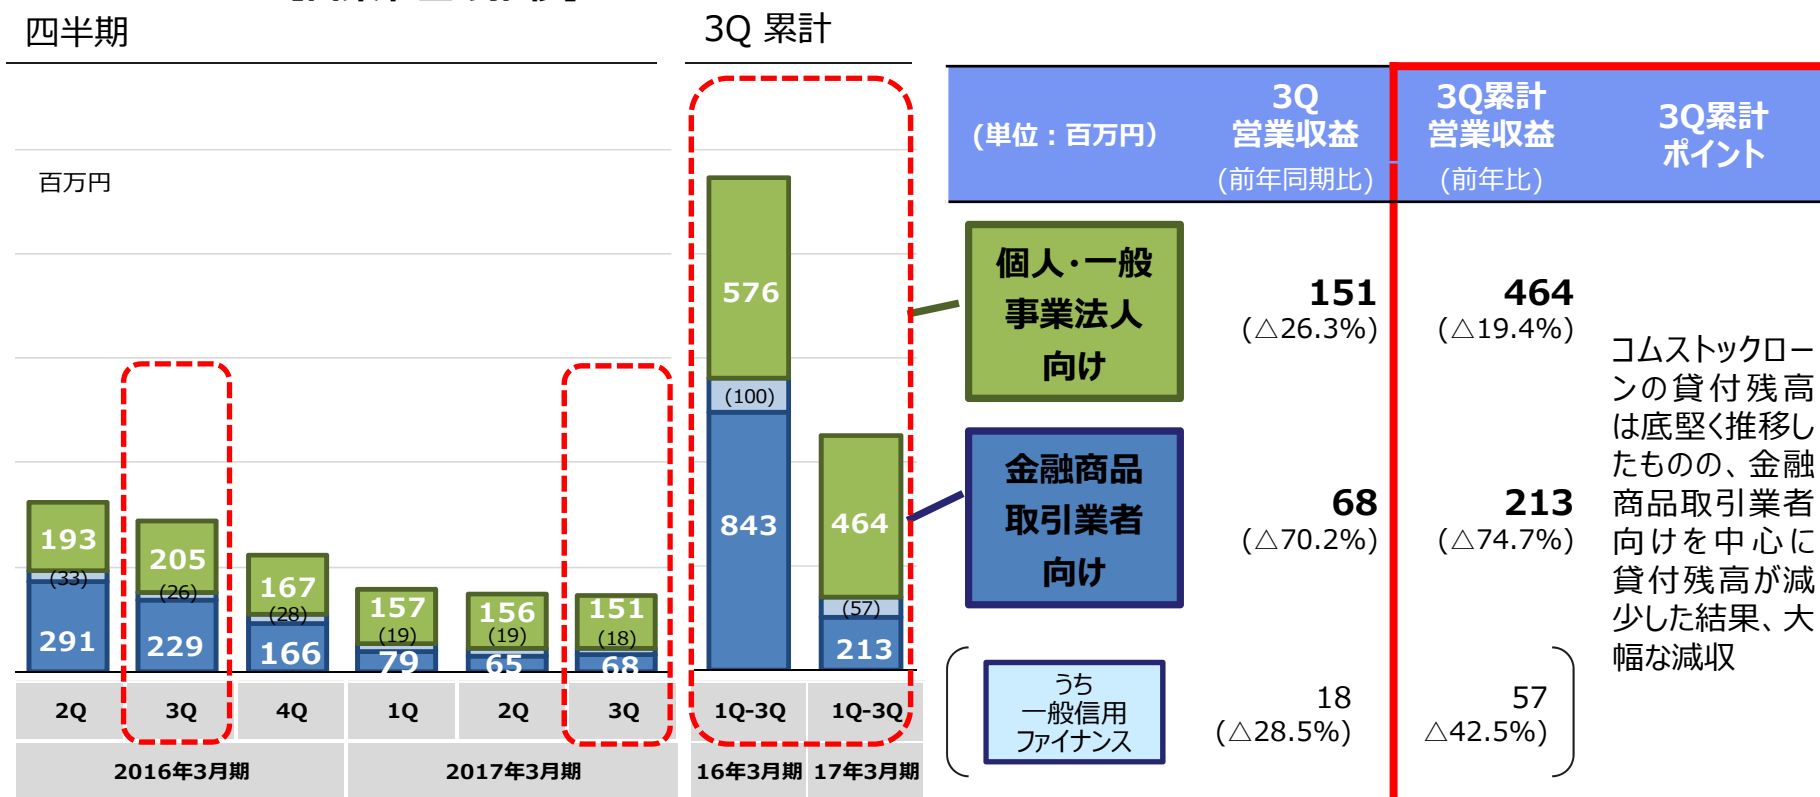 四半期
3Q 累計
百万円
193
(33)
291
205
(26)
229
167
(28)
166
157
(19)
79
156
(19)
65
151
(18)
68
576
(100)
843
464
(57)
213
2Q
3Q
4Q
1Q
2Q
3Q
1Q-3Q
1Q-3Q
2016年3月期
2017年3月期
16年3月期
17年3月期
(単位：百万円）
3Q
営業収益
(前年同期比)
3Q累計
営業収益
(前年比)
3Q累計
ポイント
個人・一般
事業法人
向け
151
(△26.3%)
464
(△19.4%)
金融商品
取引業者
向け
68
(△70.2%)
213
(△74.7%)
うち
一般信用
ファイナンス
18
(△28.5%)
57
△42.5%)
コムストックロー
ンの貸付残高
は底堅く推移し
たものの、金融
商品取引業者
向けを中心に
貸付残高が減
少した結果、大
幅な減収